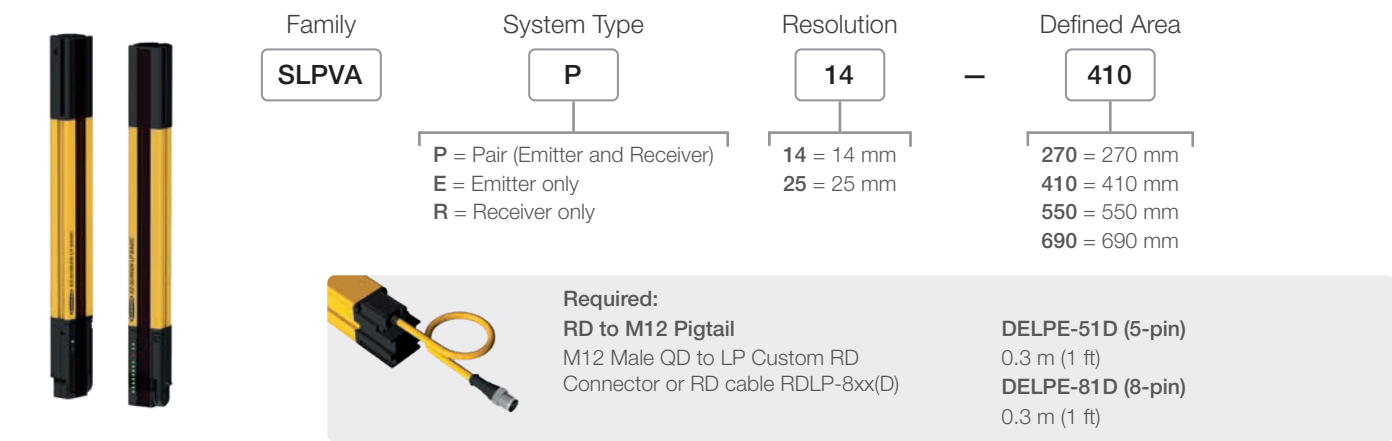 Family
System Type
Resolution
Defined Area
SLPVA
P
14
—
410
P = Pair (Emitter and Receiver)
E = Emitter only
R = Receiver only
14 = 14 mm
25 = 25 mm
270 = 270 mm
410 = 410 mm
550 = 550 mm
690 = 690 mm
Required:
RD to M12 Pigtail
M12 Male QD to LP Custom RD
Connector or RD cable RDLP-8xx(D)
DELPE-51D (5-pin)
0.3 m (1 ft)
DELPE-81D (8-pin)
0.3 m (1 ft)